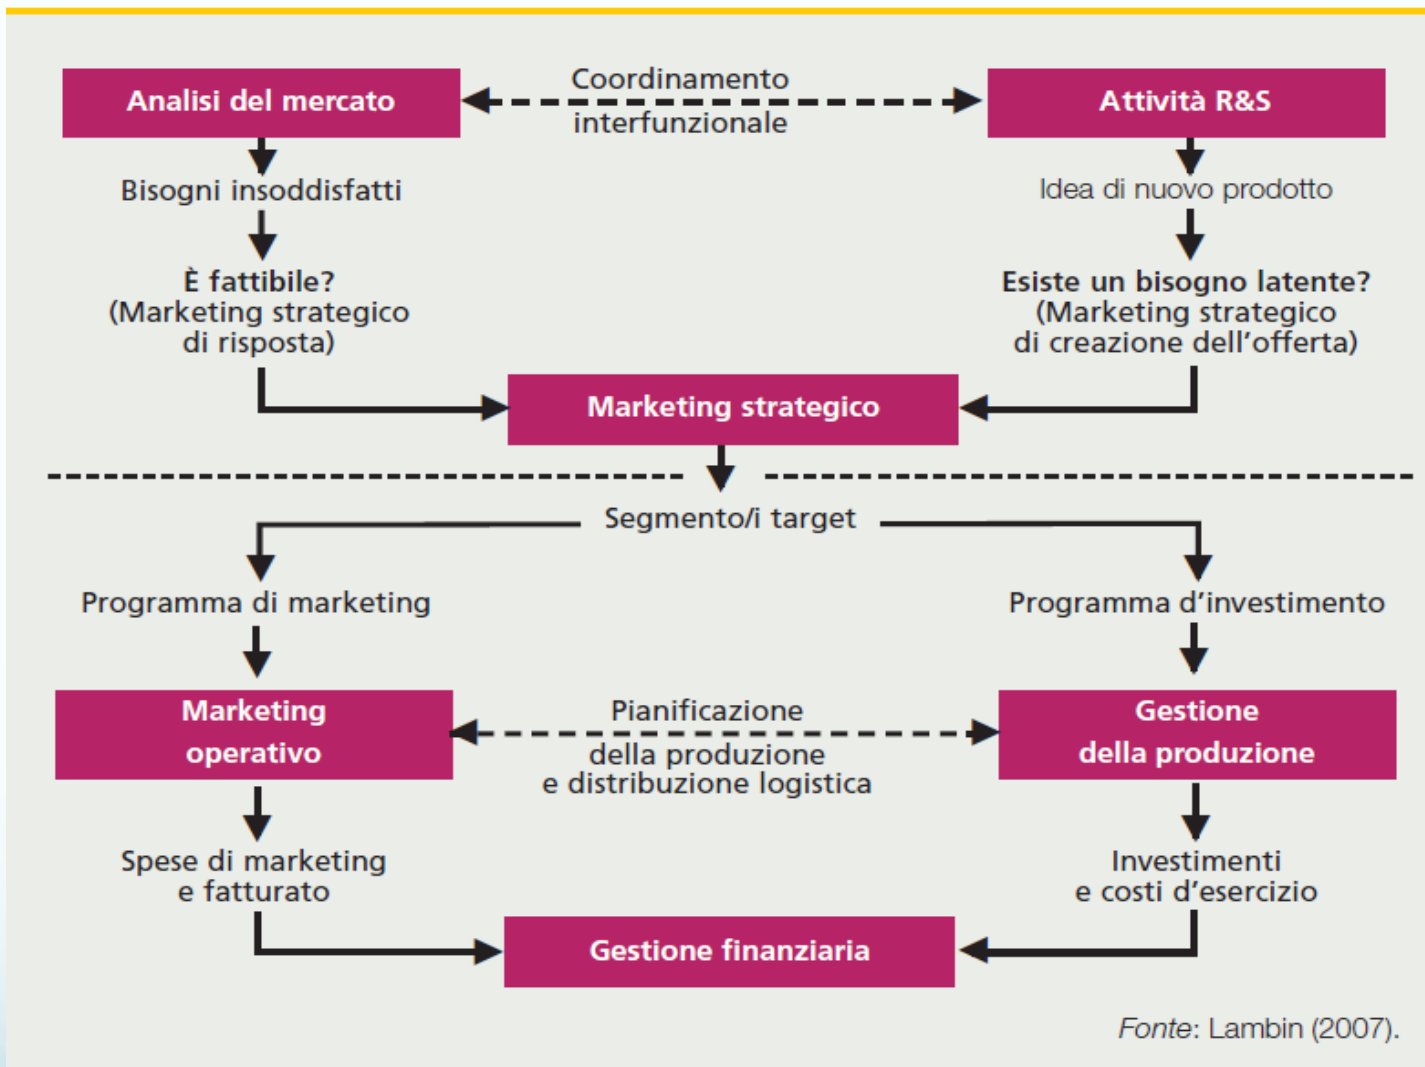 Analisi del mercato
Coordinamento
interfunzionale
Attività R&S
Bisogni insoddisfatti
Idea di nuovo prodotto
È fattibile?
(Marketing strategico
di risposta)
Esiste un bisogno latente?
(Marketing strategico
di creazione dell’offerta)
Marketing strategico
Segmento/i target
Programma di marketing
Programma d’investimento
Marketing
operativo
Pianificazione
della produzione
e distribuzione logistica
Gestione
della produzione
Spese di marketing
e fatturato
Investimenti
e costi d’esercizio
Gestione finanziaria
Fonte: Lambin (2007).